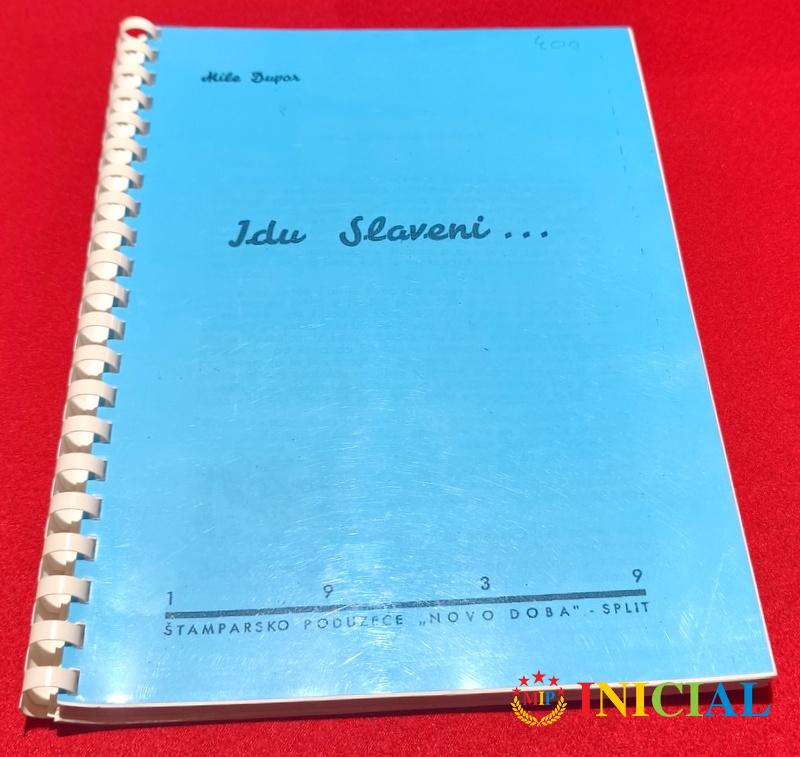 400
Mile Dupor
Idu Slaveni...
1 9 3 9
ŠTAMPARSKO PODUZEĆE „NOVO DOBA" - SPLIT
MIP INICIAL